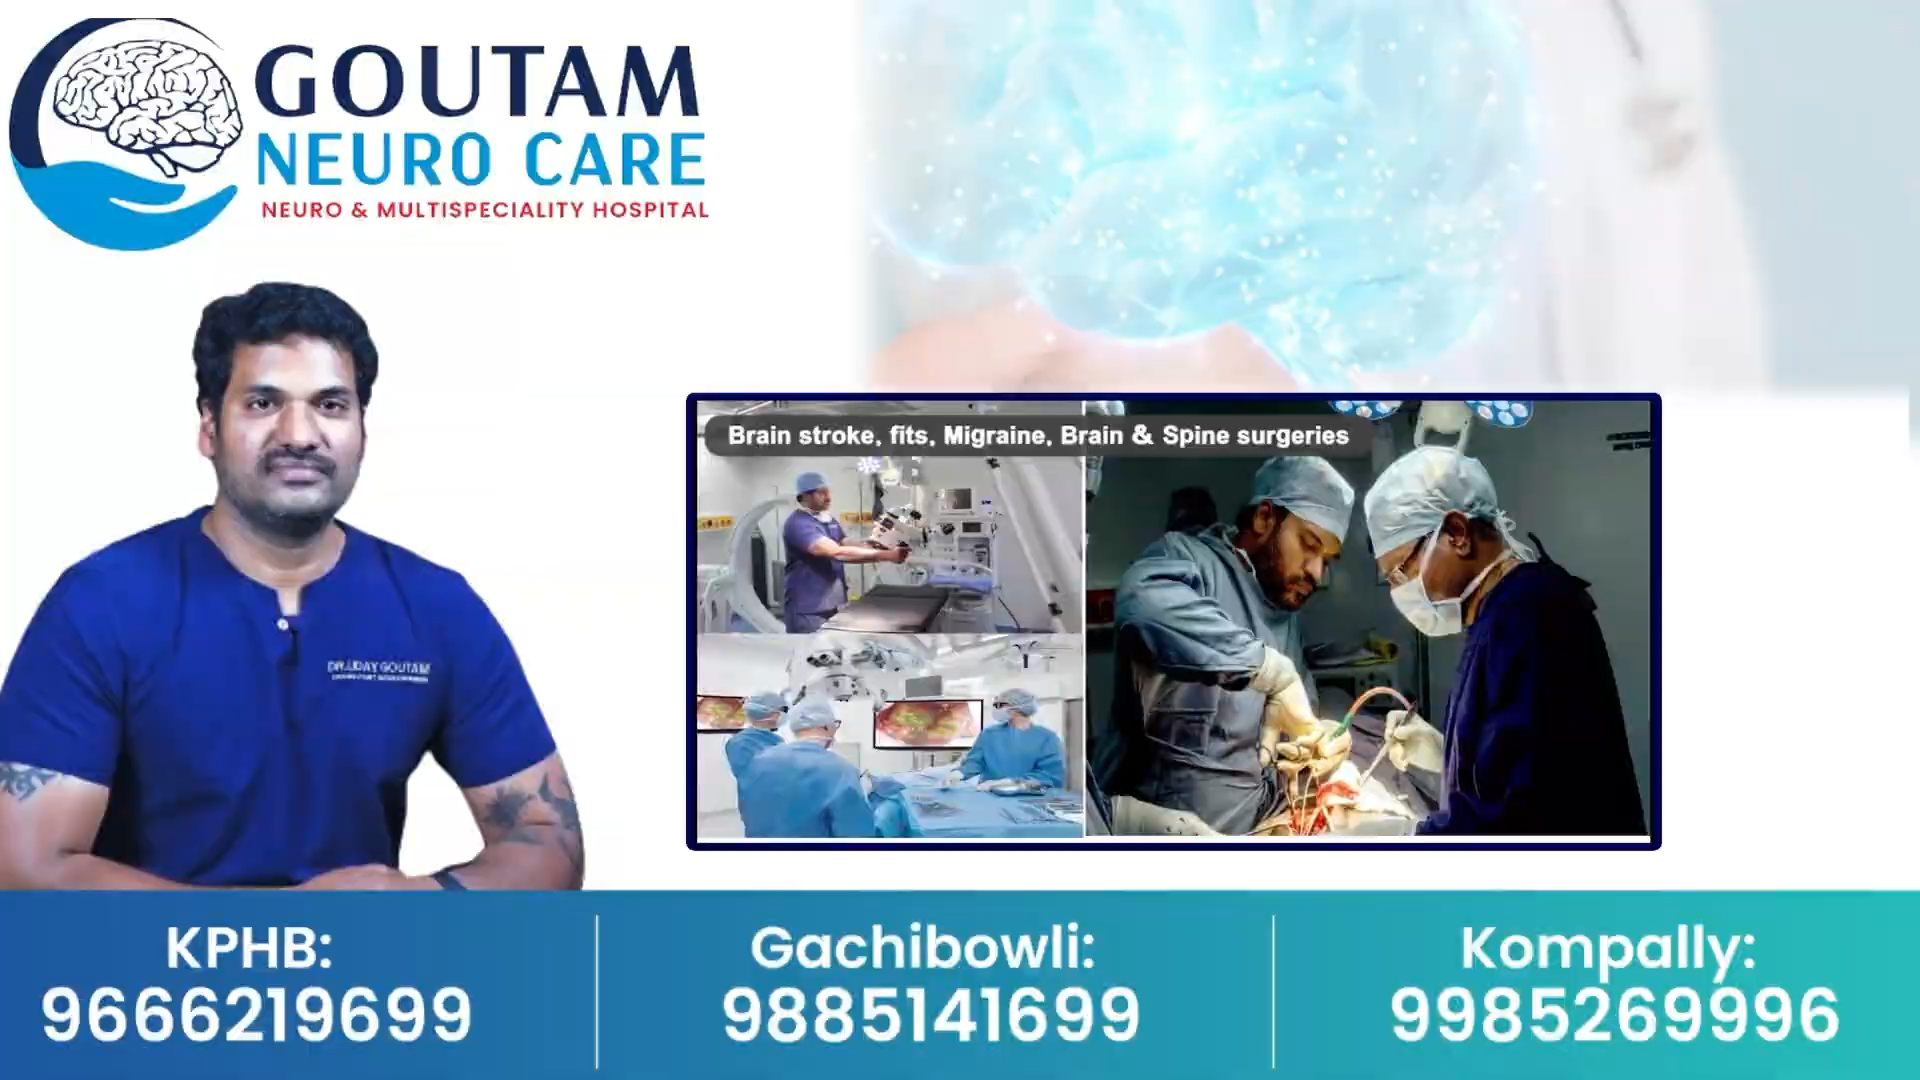 GOUTAM
NEURO CARE
NEURO & MULTISPECIALITY HOSPITAL
Brain stroke, fits, Migraine, Brain & Spine surgeries
DR.UDAY GOUTAM
KPHB:
9666219699
Gachibowli:
9885141699
Kompally:
9985269996